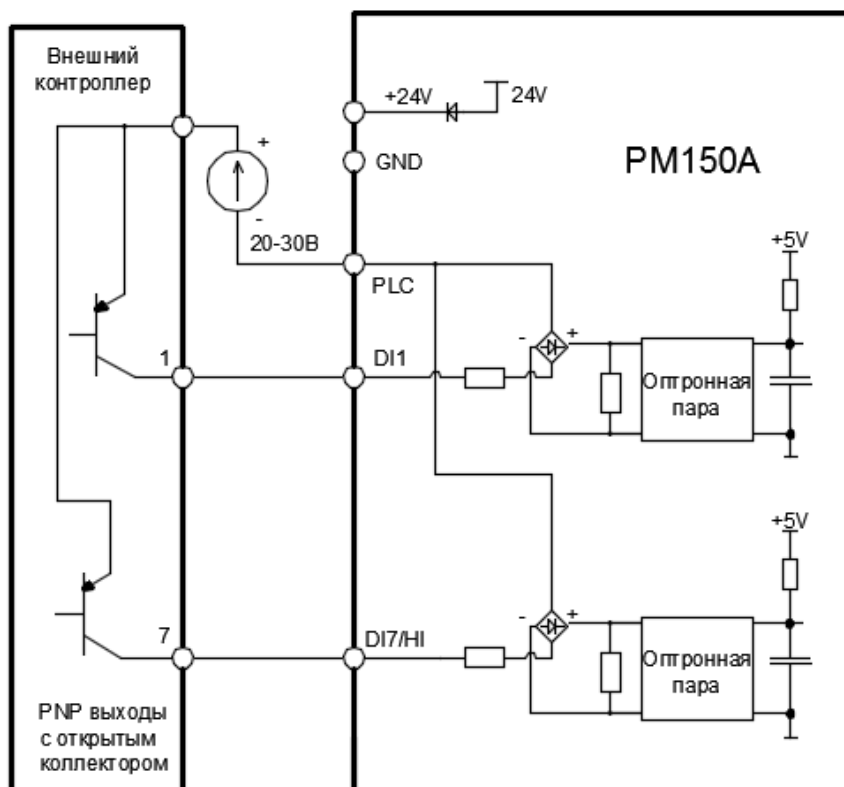 Внешний
контроллер
+24V
24V
GND
PM150A
+
-
20-30В
PLC
+5V
1
DI1
-
+
Оптронная
пара
+5V
7
DI7/HI
-
+
Оптронная
пара
PNP выходы
с открытым
коллектором